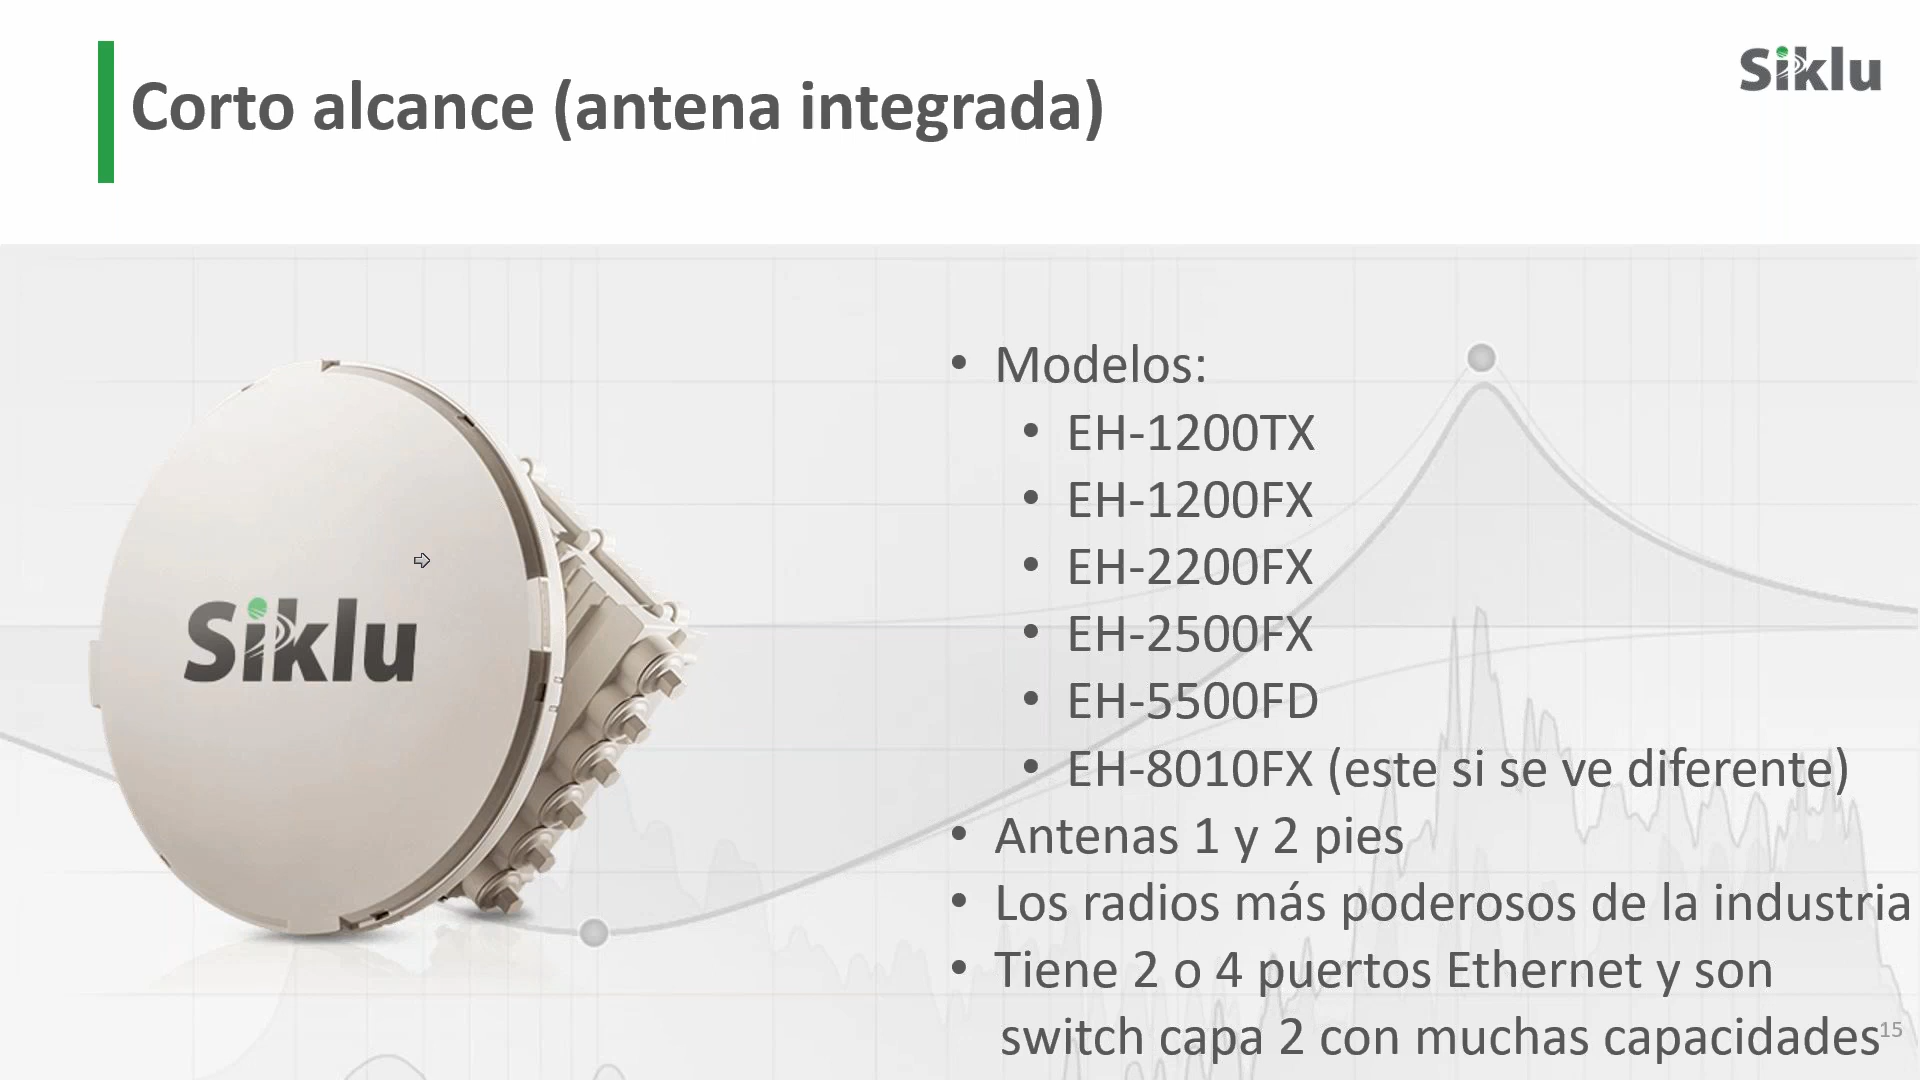 Corto alcance (antena integrada)
Siklu
• Modelos:
• EH-1200TX
• EH-1200FX
• EH-2200FX
• EH-2500FX
• EH-5500FD
• EH-8010FX (este si se ve diferente)
• Antenas 1 y 2 pies
• Los radios más poderosos de la industria
• Tiene 2 o 4 puertos Ethernet y son
switch capa 2 con muchas capacidades
15
Siklu